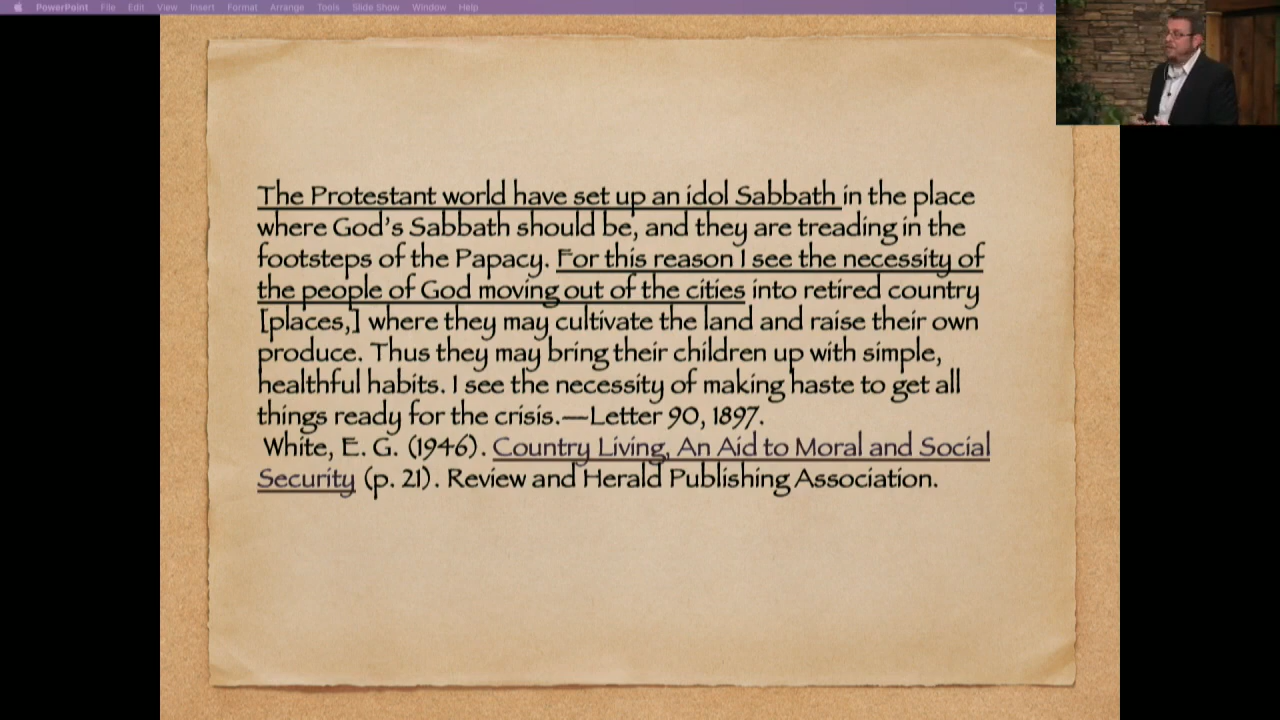 PowerPoint File Edit View Insert Format Arrange Tools Slide Show Window Help
The Protestant world have set up an idol Sabbath in the place
where God's Sabbath should be, and they are treading in the
footsteps of the Papacy. For this reason I see the necessity of
the people of God moving out of the cities into retired country
[places,] where they may cultivate the land and raise their own
produce. Thus they may bring their children up with simple,
healthful habits. I see the necessity of making haste to get all
things ready for the crisis.—Letter 90, 1897.
White, E. G. (1946). Country Living, An Aid to Moral and Social
Security (p. 21). Review and Herald Publishing Association.